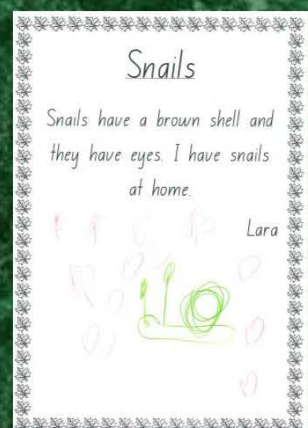 Snails
Snails have a brown shell and
they have eyes. I have snails
at home.
Lara